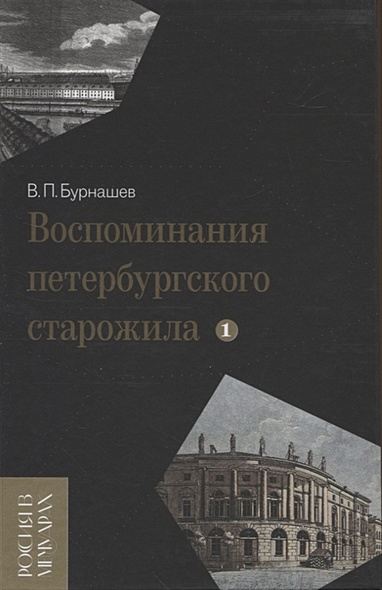 В. П. Бурнашев
Воспоминания
петербургского
старожила 1
РОССИЯ В
МЕМУАРАХ